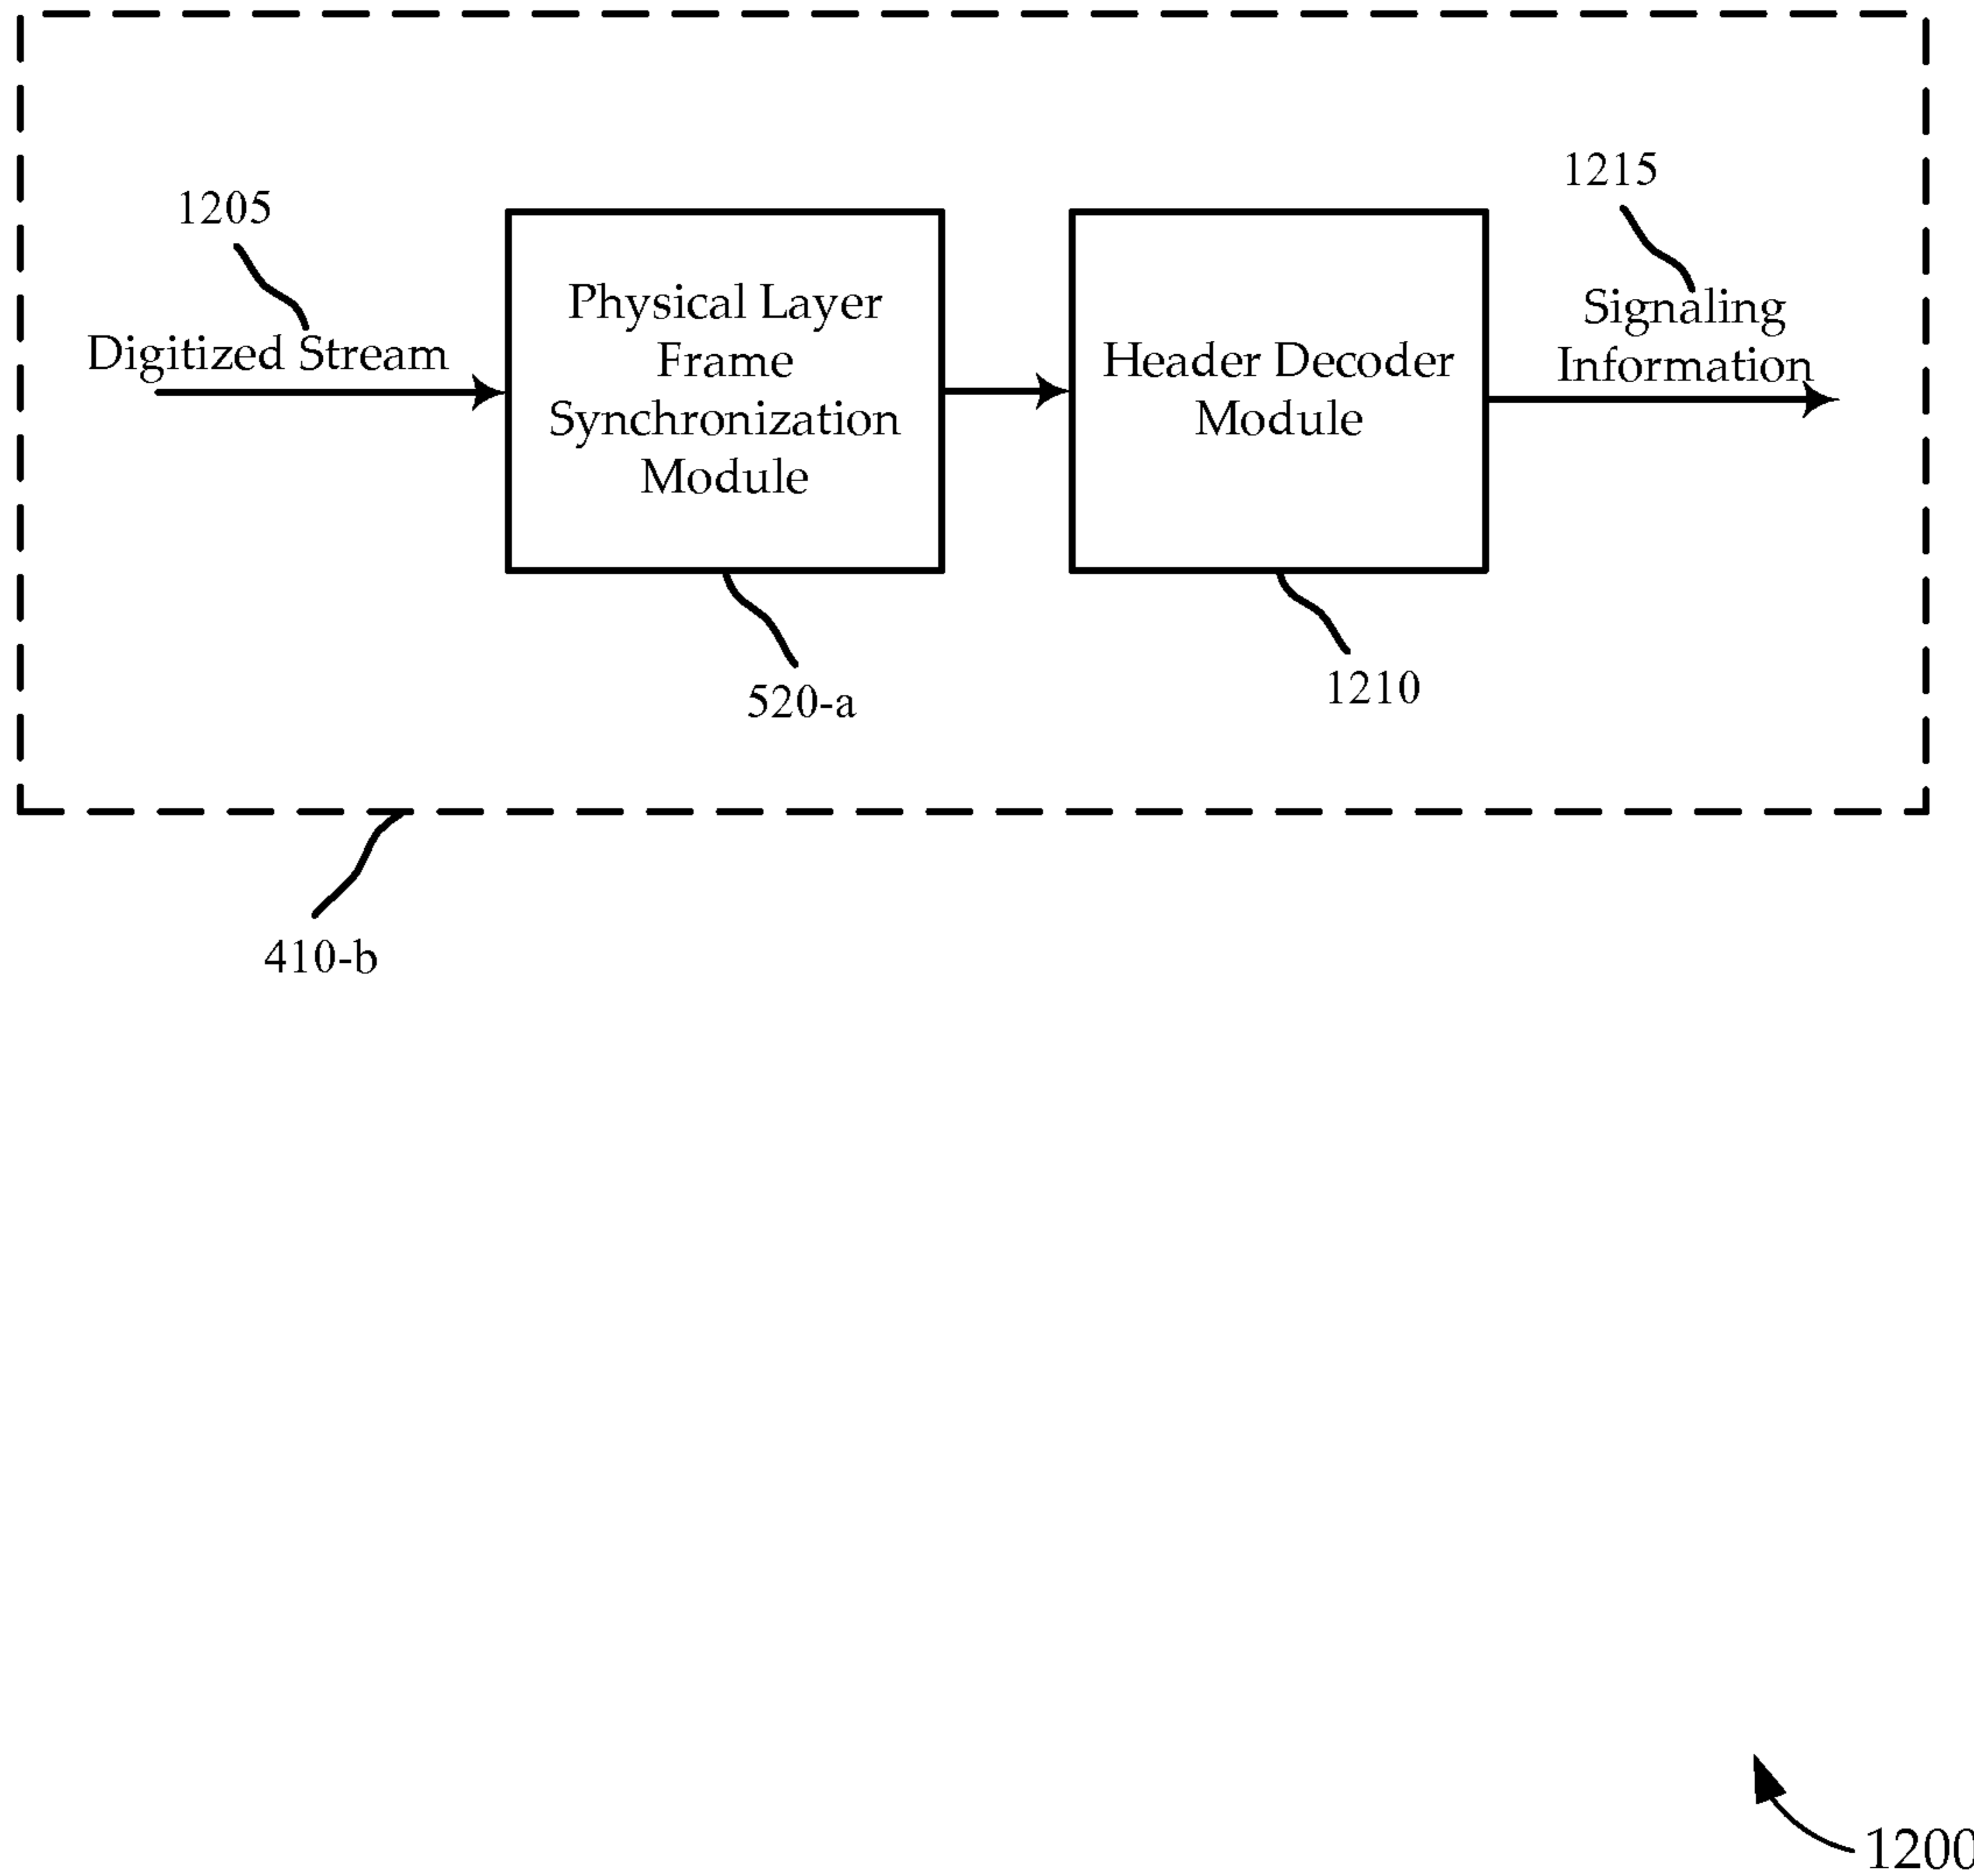 1205
Digitized Stream
Physical Layer
Frame
Synchronization
Module
520-a
Header Decoder
Module
1210
1215
Signaling
Information
410-b
1200